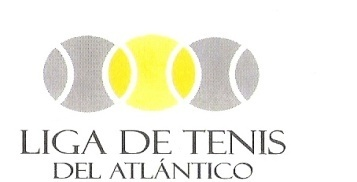 LIGA DE TENIS
DEL ATLÁNTICO